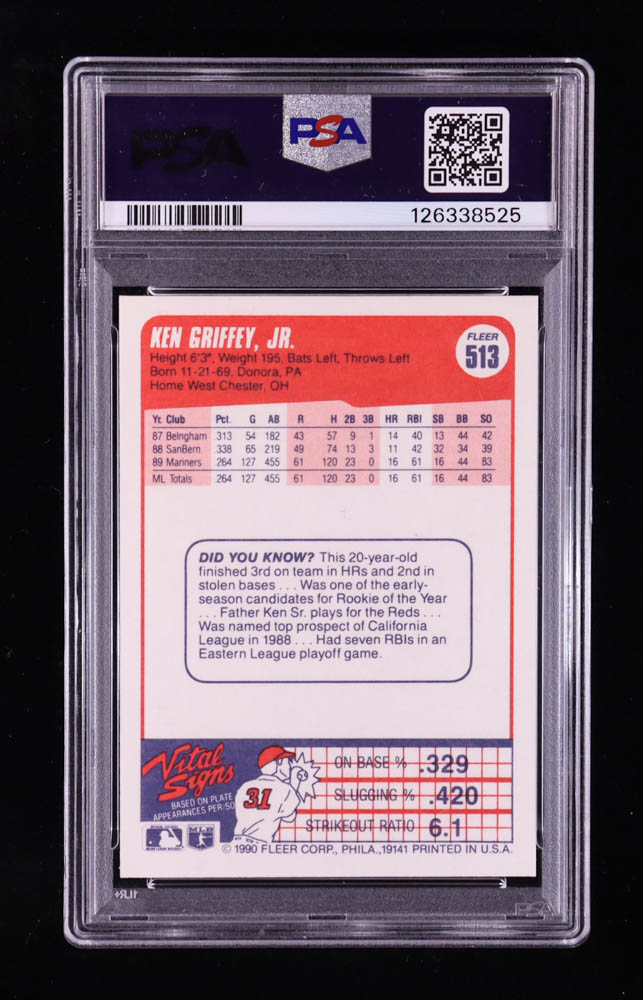 PSA
PSA
126338525
KEN GRIFFEY, JR.
FLEER
513
Height 6'3", Weight 195, Bats Left, Throws Left
Born 11-21-69, Donora, PA
Home West Chester, OH
Yr. Club Pct. G AB R H 2B 3B HR RBI SB BB SO
87 Belngham .313 54 182 43 57 9 1 14 40 13 44 42
88 SanBern .338 65 219 49 74 13 3 11 42 32 34 39
89 Mariners .264 127 455 61 120 23 0 16 61 16 44 83
ML Totals .264 127 455 61 120 23 0 16 61 16 44 83
DID YOU KNOW? This 20-year-old
finished 3rd on team in HRs and 2nd in
stolen bases . . . Was one of the early-
season candidates for Rookie of the Year
. . . Father Ken Sr. plays for the Reds . . .
Was named top prospect of California
League in 1988 . . . Had seven RBIs in an
Eastern League playoff game.
Vital
Signs
BASED ON PLATE
APPEARANCES PER/SO
31
ON BASE % .329
SLUGGING % .420
STRIKEOUT RATIO 6.1
© 1990 FLEER CORP., PHILA., 19141 PRINTED IN U.S.A.
PSA